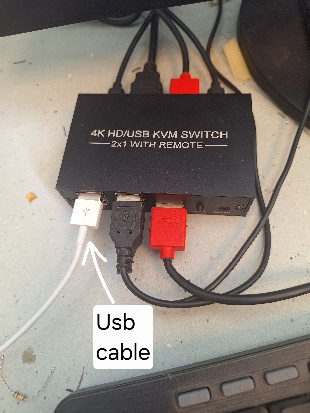 4K HD/USB KVM SWITCH
2x1 WITH REMOTE
Usb
cable